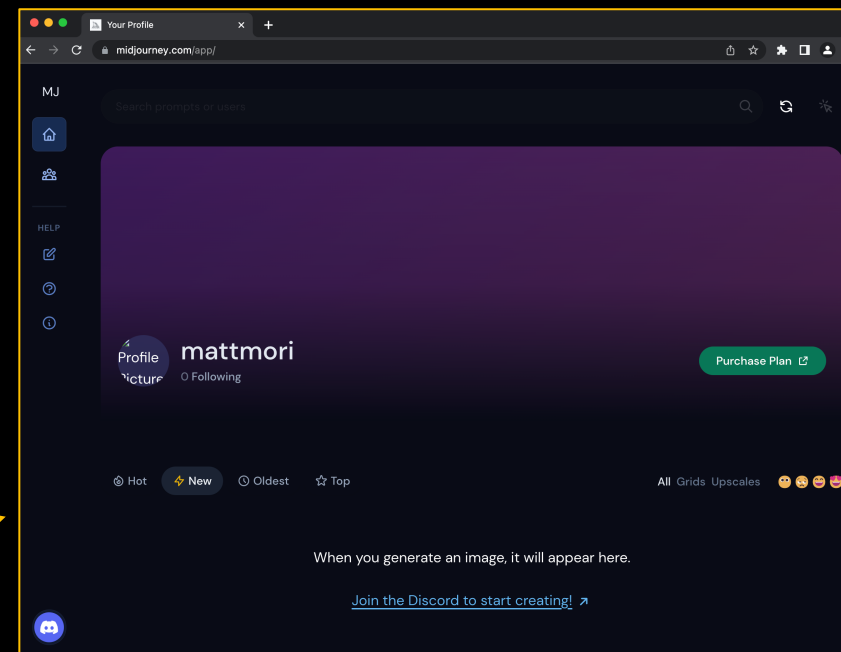 Your Profile
midjourney.com/app/
MJ
Search prompts or users
HELP
Profile Picture
mattmori
0 Following
Purchase Plan
Hot New Oldest Top
All Grids Upscales
When you generate an image, it will appear here.
Join the Discord to start creating!